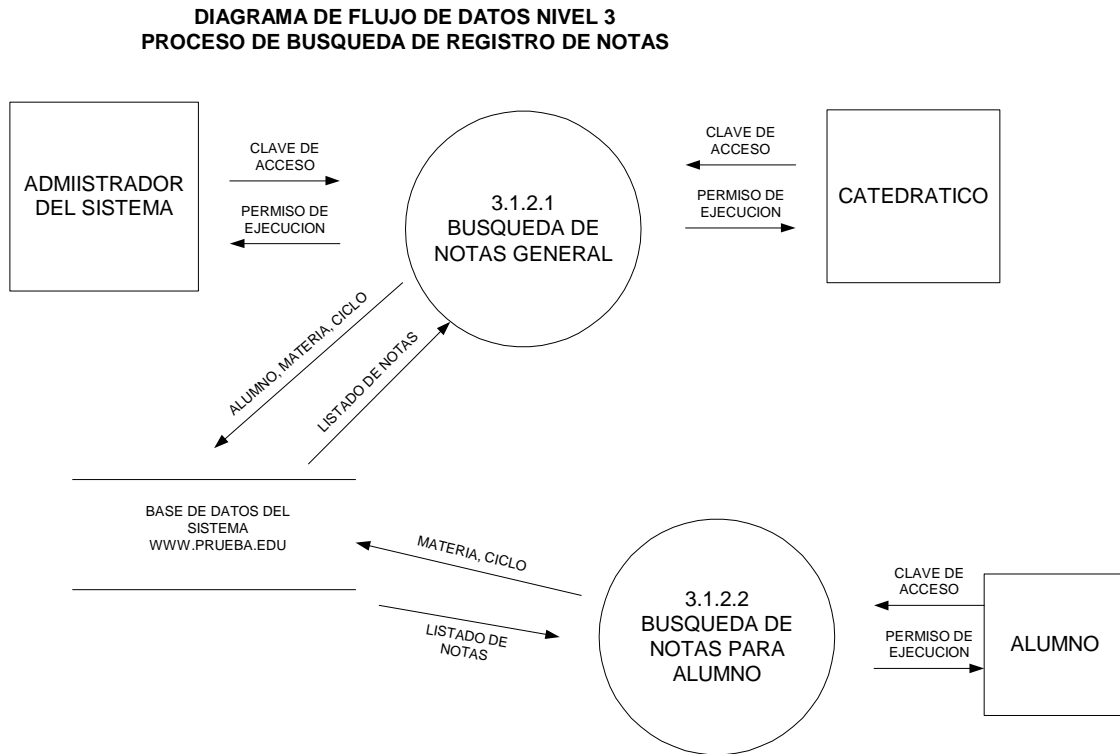 DIAGRAMA DE FLUJO DE DATOS NIVEL 3
PROCESO DE BUSQUEDA DE REGISTRO DE NOTAS
ADMIISTRADOR
DEL SISTEMA
CLAVE DE
ACCESO
PERMISO DE
EJECUCION
3.1.2.1
BUSQUEDA DE
NOTAS GENERAL
CLAVE DE
ACCESO
PERMISO DE
EJECUCION
CATEDRATICO
ALUMNO, MATERIA, CICLO
LISTADO DE NOTAS
BASE DE DATOS DEL
SISTEMA
WWW.PRUEBA.EDU
MATERIA, CICLO
LISTADO DE
NOTAS
3.1.2.2
BUSQUEDA DE
NOTAS PARA
ALUMNO
CLAVE DE
ACCESO
PERMISO DE
EJECUCION
ALUMNO